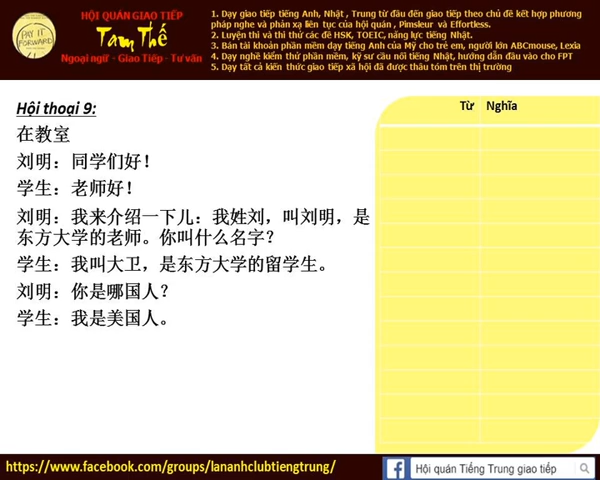 PAY IT
FORWARD
HỘI QUÁN GIAO TIẾP
Tam Thế
Ngoại ngữ - Giao Tiếp - Tư vấn
1. Dạy giao tiếp tiếng Anh, Nhật , Trung từ đầu đến giao tiếp theo chủ đề kết hợp phương
pháp nghe và phản xạ liên tục của hội quán , Pimsleur và Effortless.
2. Luyện thi và thi thử các đề HSK, TOEIC, năng lực tiếng Nhật.
3. Bán tài khoản phần mềm dạy tiếng Anh của Mỹ cho trẻ em, người lớn ABCmouse, Lexia
4. Dạy nghề kiểm thử phần mềm, kỹ sư cầu nối tiếng Nhật, hướng dẫn đầu vào cho FPT
5. Dạy tất cả kiến thức giao tiếp xã hội đã được thâu tóm trên thị trường
Hội thoại 9:
在教室
刘明：同学们好！
学生：老师好！
刘明：我来介绍一下儿：我姓刘，叫刘明，是
东方大学的老师。你叫什么名字？
学生：我叫大卫，是东方大学的留学生。
刘明：你是哪国人？
学生：我是美国人。
Từ Nghĩa
https://www.facebook.com/groups/lananhclubtiengtrung/
f Hội quán Tiếng Trung giao tiếp